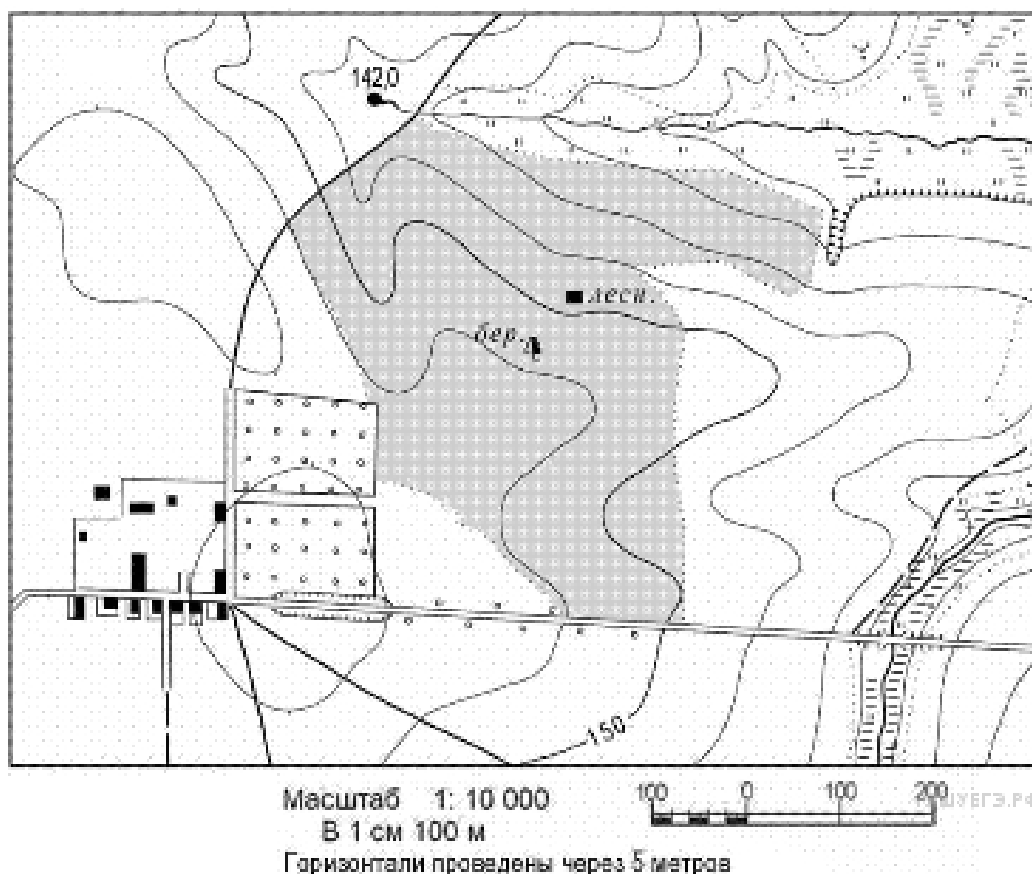 142,0
лесн.
бер.
150
Масштаб 1: 10 000
В 1 см 100 м
100 0 100 200
Горизонтали проведены через 5 метров